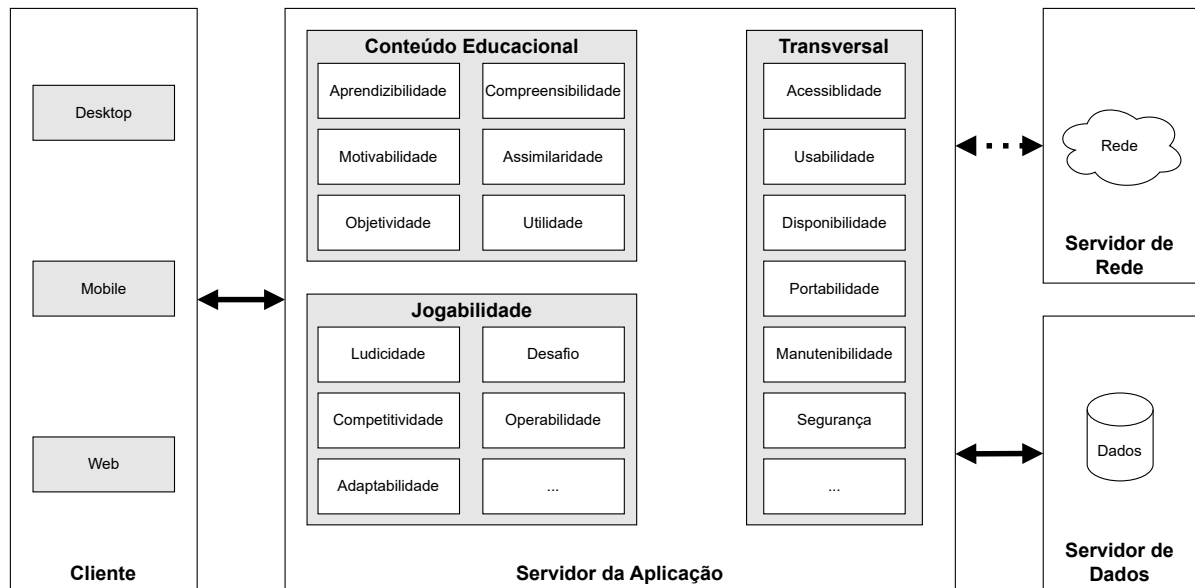 Desktop
Mobile
Web
Cliente
Conteúdo Educacional
Aprendizibilidade
Compreensibilidade
Motivabilidade
Assimilaridade
Objetividade
Utilidade
Jogabilidade
Ludicidade
Desafio
Competitividade
Operabilidade
Adaptabilidade
...
Transversal
Acessiblidade
Usabilidade
Disponibilidade
Portabilidade
Manutenibilidade
Segurança
...
Servidor da Aplicação
Rede
Servidor de
Rede
Dados
Servidor de
Dados